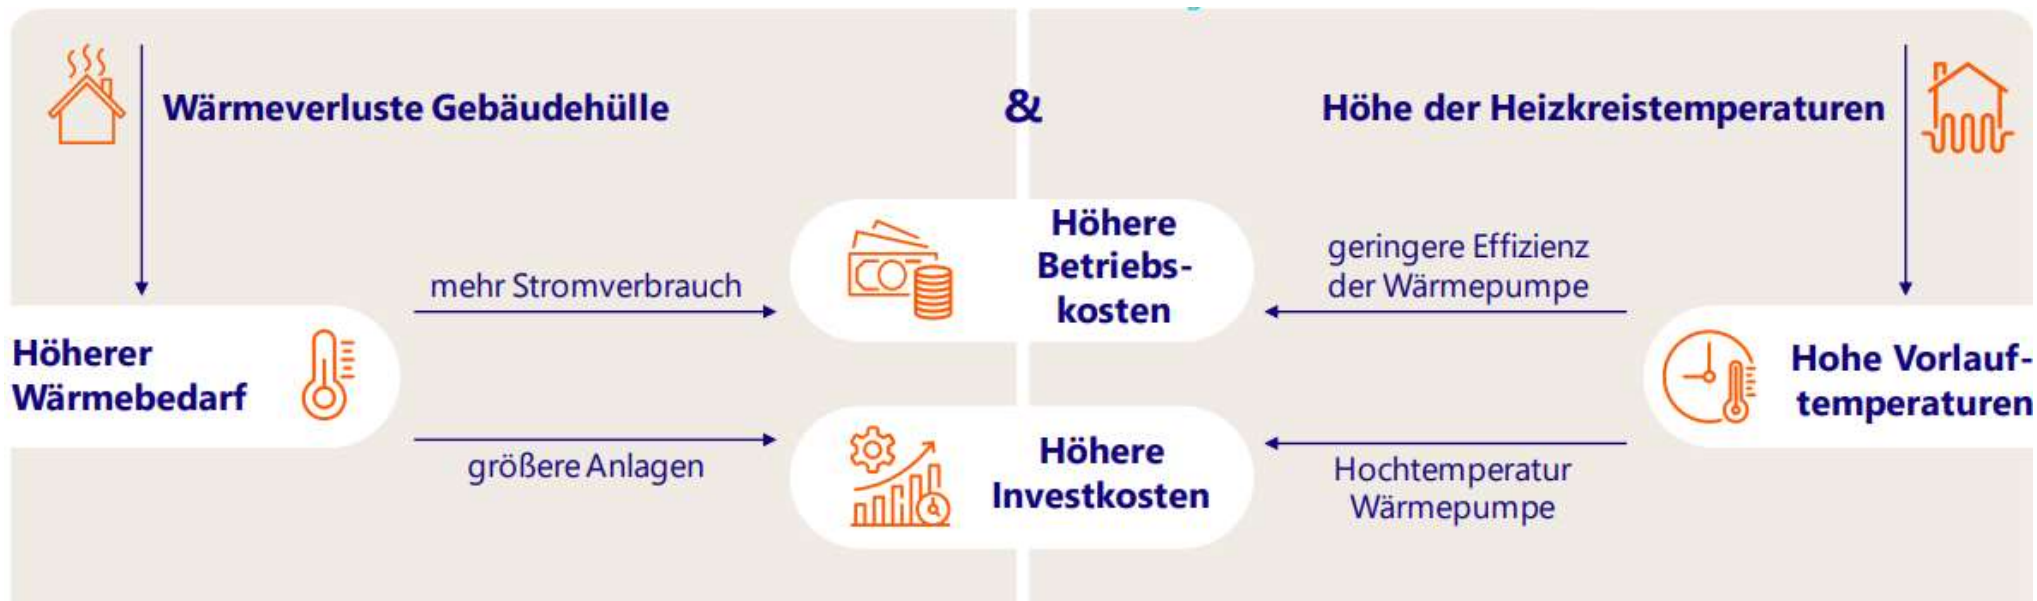 Wärmeverluste Gebäudehülle
&
Höhe der Heizkreistemperaturen
Höhere
Betriebs-
kosten
geringere Effizienz
der Wärmepumpe
mehr Stromverbrauch
Höherer
Wärmebedarf
Hohe Vorlauf-
temperaturen
größere Anlagen
Höhere
Investkosten
Hochtemperatur
Wärmepumpe